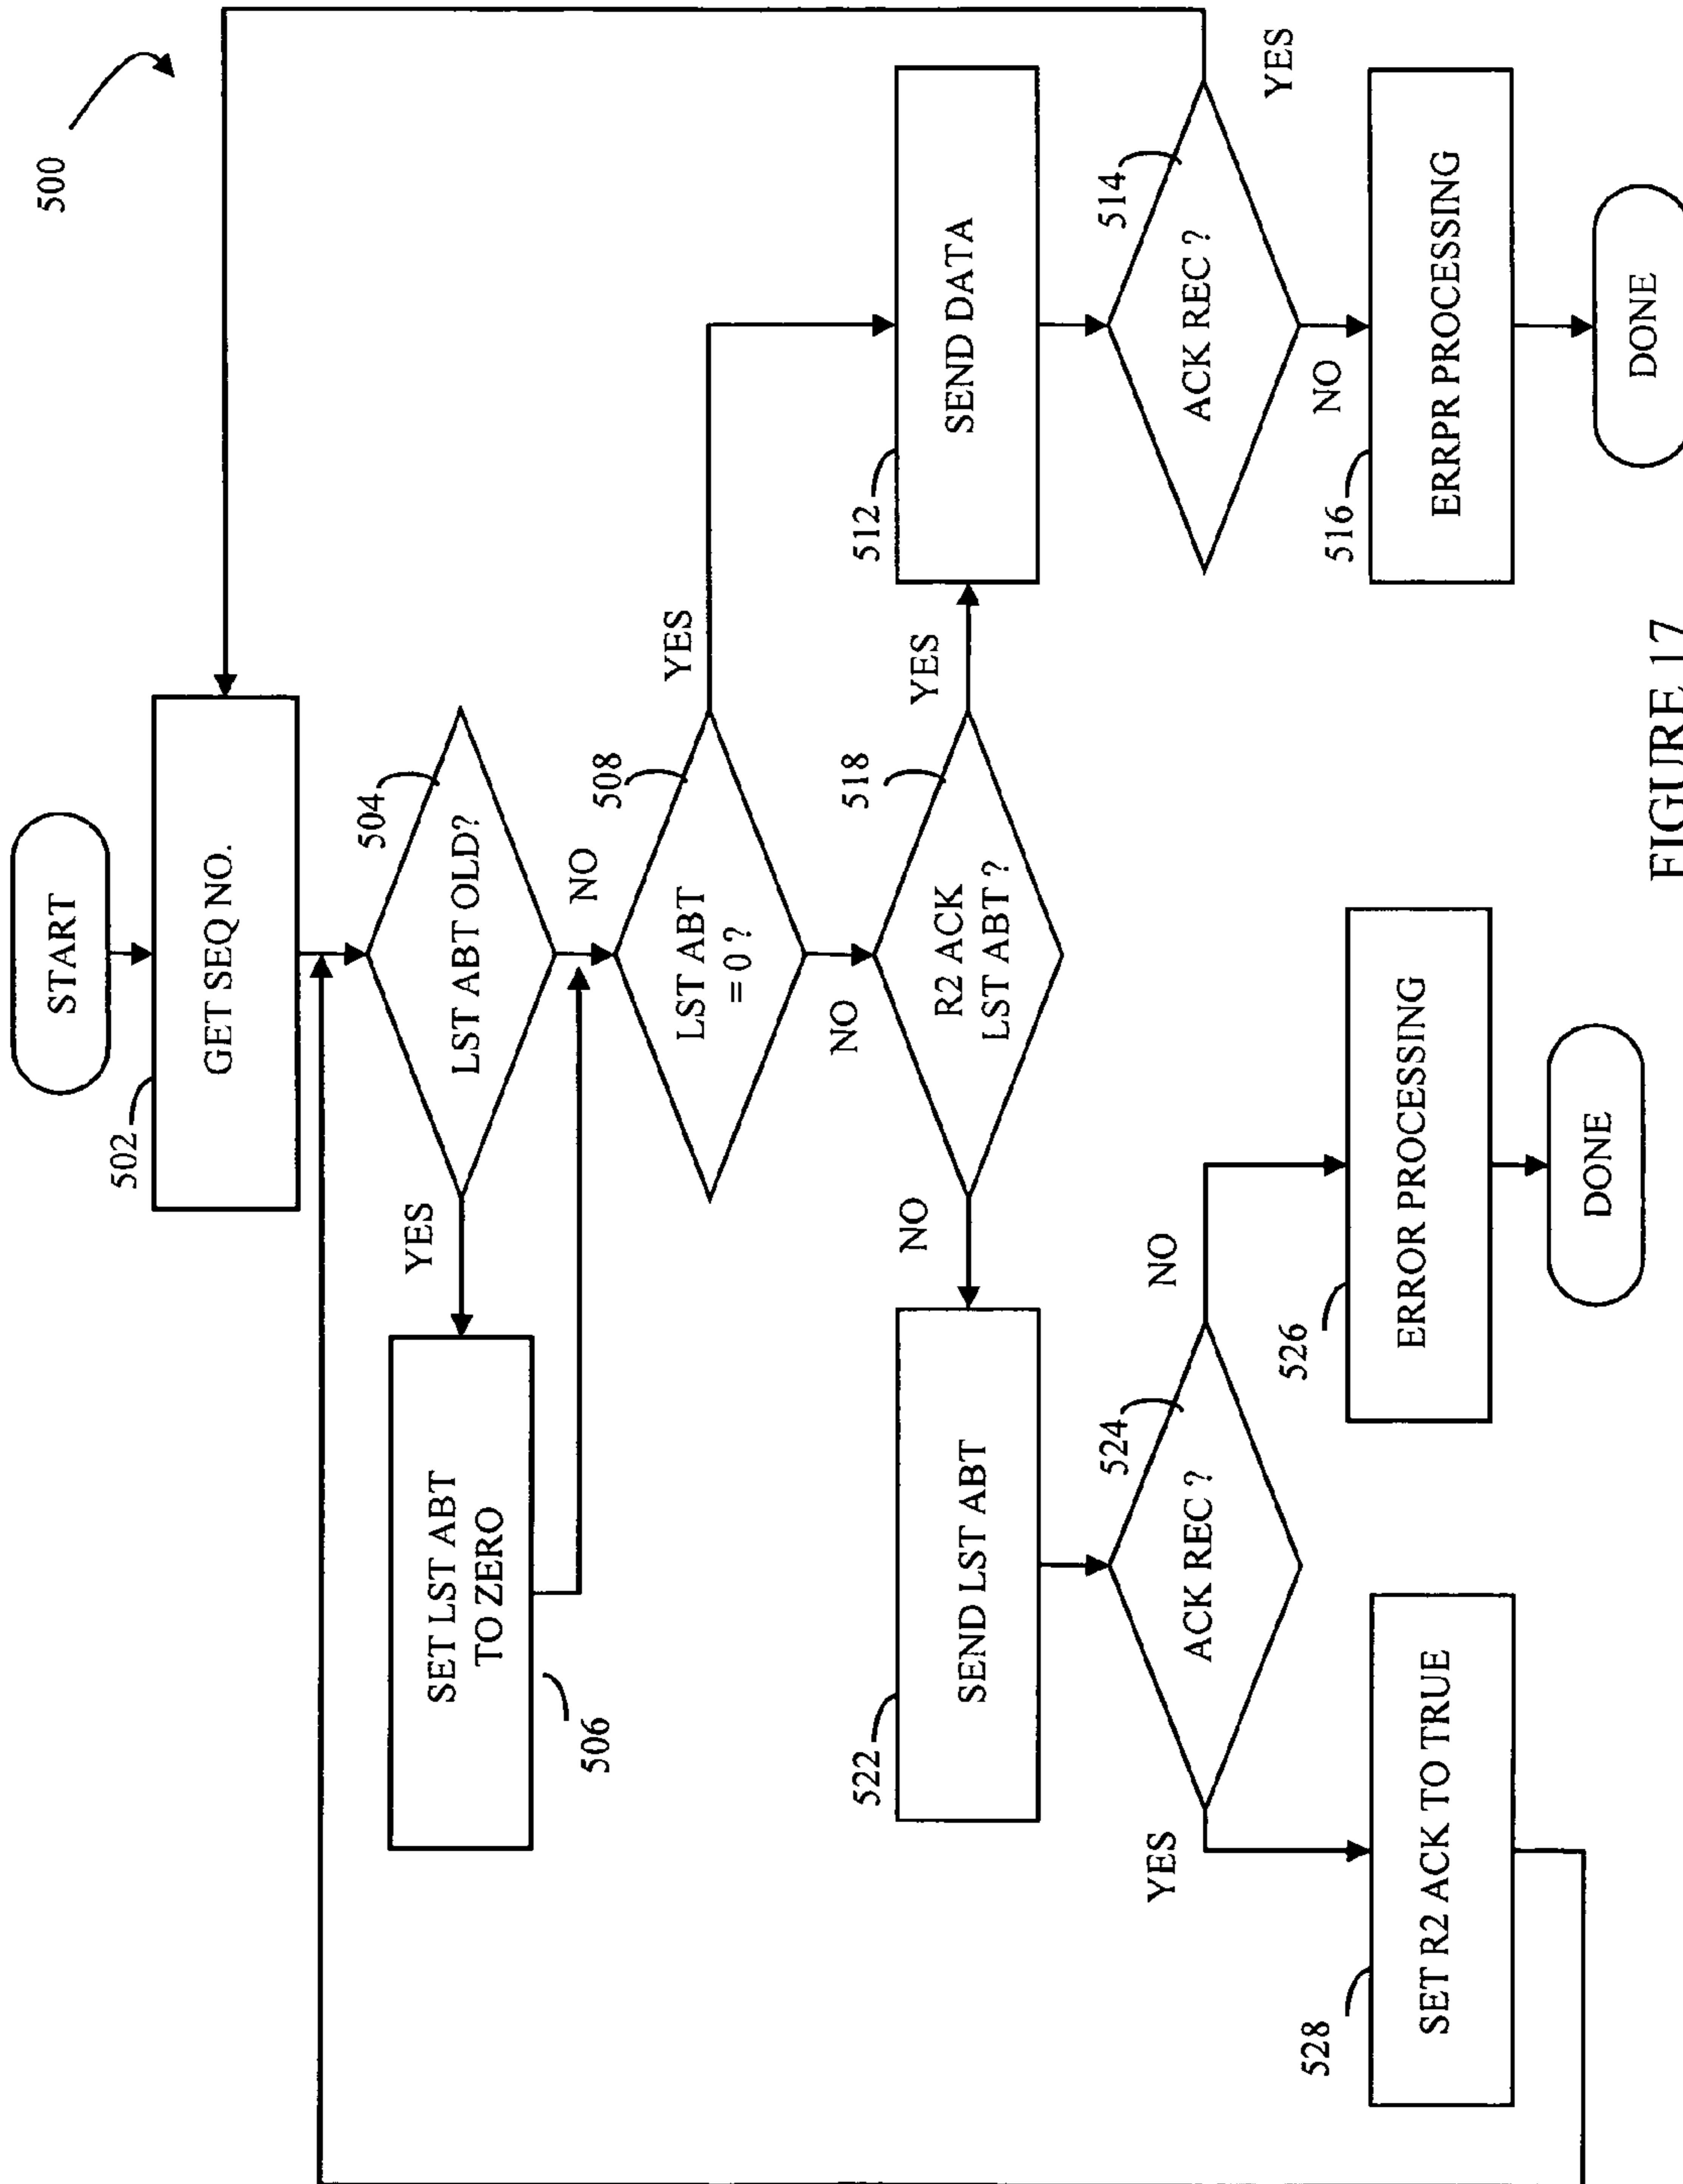 500
START
502
GET SEQ NO.
504
LST ABT OLD?
YES
NO
SET LST ABT
TO ZERO
506
508
LST ABT
= 0 ?
YES
NO
518
R2 ACK
LST ABT ?
YES
NO
512
SEND DATA
514
ACK REC ?
YES
NO
516
ERRPR PROCESSING
DONE
522
SEND LST ABT
524
ACK REC ?
NO
YES
526
ERROR PROCESSING
DONE
528
SET R2 ACK TO TRUE
FIGURE 17